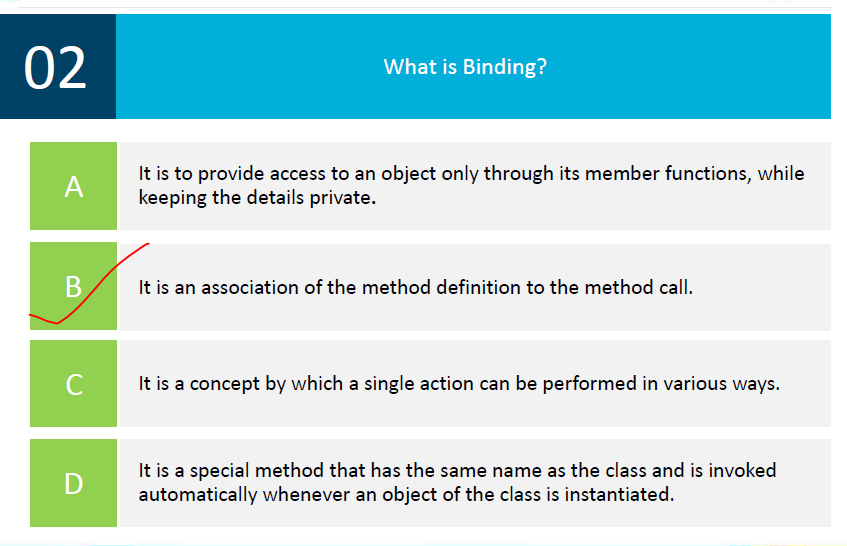 02
What is Binding?
A
It is to provide access to an object only through its member functions, while
keeping the details private.
B
It is an association of the method definition to the method call.
C
It is a concept by which a single action can be performed in various ways.
D
It is a special method that has the same name as the class and is invoked
automatically whenever an object of the class is instantiated.